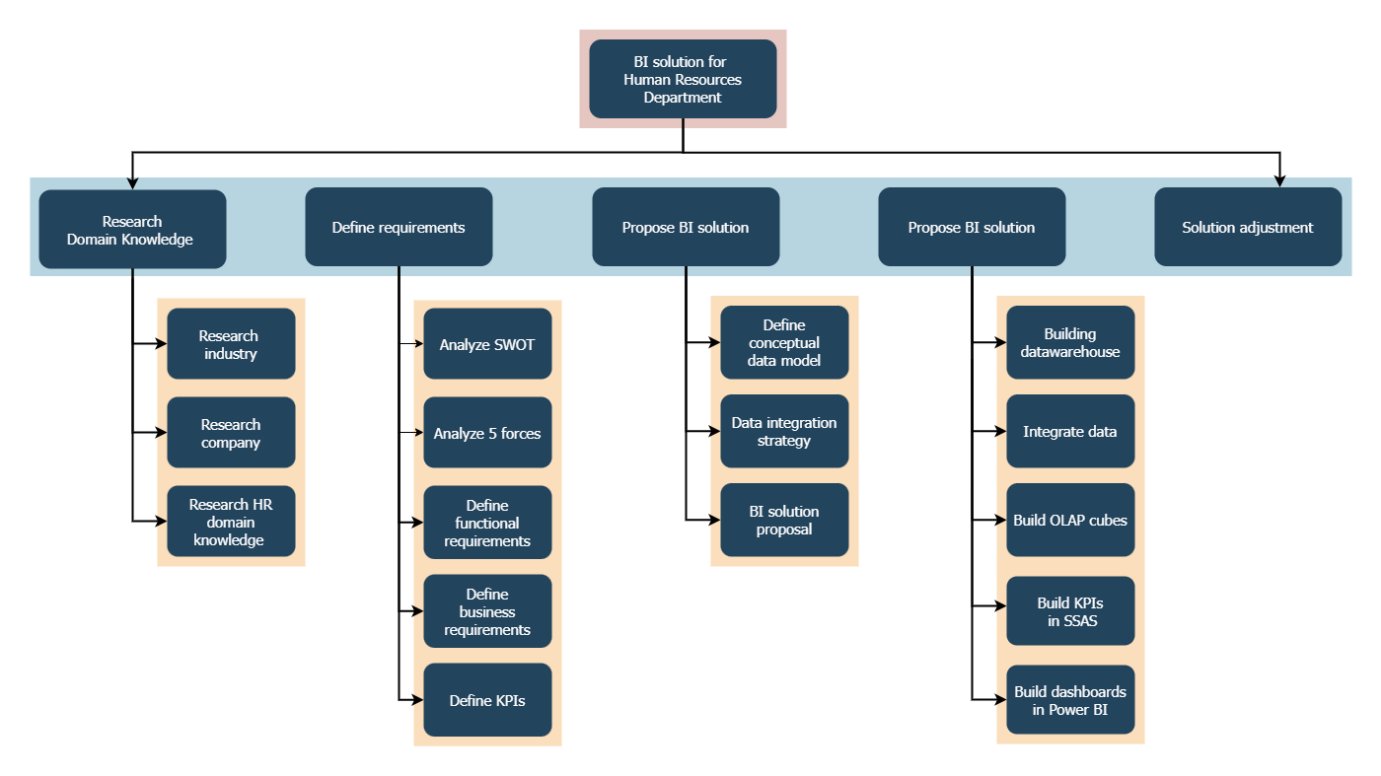 BI solution for
Human Resources
Department
Research
Domain Knowledge
Define requirements
Propose BI solution
Propose BI solution
Solution adjustment
Research
industry
Research
company
Research HR
domain
knowledge
Analyze SWOT
Analyze 5 forces
Define
functional
requirements
Define
business
requirements
Define KPIs
Define
conceptual
data model
Data integration
strategy
BI solution
proposal
Building
datawarehouse
Integrate data
Build OLAP cubes
Build KPIs
in SSAS
Build dashboards
in Power BI